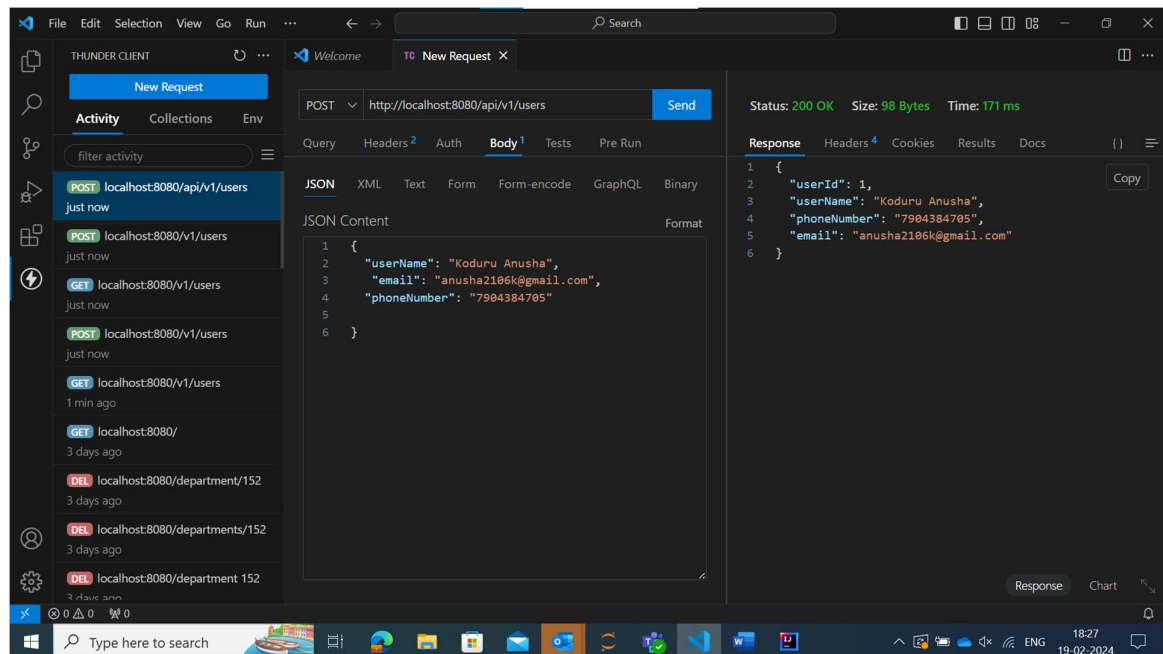 File Edit Selection View Go Run ··· Search
THUNDER CLIENT
New Request
Activity Collections Env
filter activity
POST localhost:8080/api/v1/users
just now
POST localhost:8080/v1/users
just now
GET localhost:8080/v1/users
just now
POST localhost:8080/v1/users
just now
GET localhost:8080/v1/users
1 min ago
GET localhost:8080/
3 days ago
DEL localhost:8080/department/152
3 days ago
DEL localhost:8080/departments/152
3 days ago
DEL localhost:8080/department 152
3 days ago
Welcome TC New Request
POST http://localhost:8080/api/v1/users Send
Query Headers 2 Auth Body 1 Tests Pre Run
JSON XML Text Form Form-encode GraphQL Binary
JSON Content Format
1 {
2 "userName": "Koduru Anusha",
3 "email": "anusha2106k@gmail.com",
4 "phoneNumber": "7904384705"
5
6 }
Status: 200 OK Size: 98 Bytes Time: 171 ms
Response Headers 4 Cookies Results Docs {}
Copy
1 {
2 "userId": 1,
3 "userName": "Koduru Anusha",
4 "phoneNumber": "7904384705",
5 "email": "anusha2106k@gmail.com"
6 }
Response Chart
0 0 0
Type here to search
ENG
18:27
19-02-2024